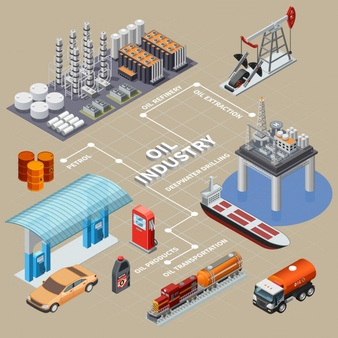 OIL REFINERY
OIL EXTRACTION
PETROL
OIL
INDUSTRY
DEEPWATER DRILLING
OIL PRODUCTS
OIL TRANSPORTATION